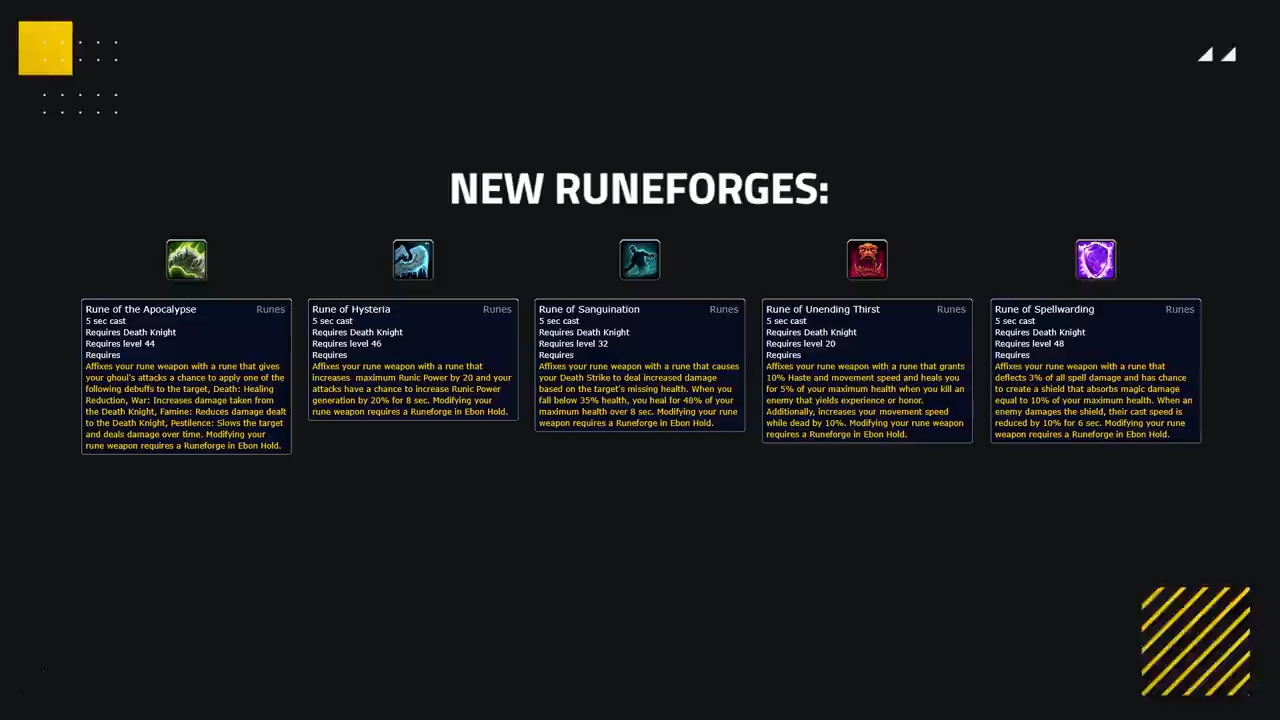 NEW RUNEFORGES:
Rune of the Apocalypse Runes
5 sec cast
Requires Death Knight
Requires level 44
Requires
Affixes your rune weapon with a rune that gives
your ghoul's attacks a chance to apply one of the
following debuffs to the target, Death: Healing
Reduction, War: Increases damage taken from
the Death Knight, Famine: Reduces damage dealt
to the Death Knight, Pestilence: Slows the target
and deals damage over time. Modifying your
rune weapon requires a Runeforge in Ebon Hold.
Rune of Hysteria Runes
5 sec cast
Requires Death Knight
Requires level 46
Requires
Affixes your rune weapon with a rune that
increases  maximum Runic Power by 20 and your
attacks have a chance to increase Runic Power
generation by 20% for 8 sec. Modifying your
rune weapon requires a Runeforge in Ebon Hold.
Rune of Sanguination Runes
5 sec cast
Requires Death Knight
Requires level 32
Requires
Affixes your rune weapon with a rune that causes
your Death Strike to deal increased damage
based on the target's missing health. When you
fall below 35% health, you heal for 48% of your
maximum health over 8 sec. Modifying your rune
weapon requires a Runeforge in Ebon Hold.
Rune of Unending Thirst Runes
5 sec cast
Requires Death Knight
Requires level 20
Requires
Affixes your rune weapon with a rune that grants
10% Haste and movement speed and heals you
for 5% of your maximum health when you kill an
enemy that yields experience or honor.
Additionally, increases your movement speed
while dead by 10%. Modifying your rune weapon
requires a Runeforge in Ebon Hold.
Rune of Spellwarding Runes
5 sec cast
Requires Death Knight
Requires level 48
Requires
Affixes your rune weapon with a rune that
deflects 3% of all spell damage and has chance
to create a shield that absorbs magic damage
equal to 10% of your maximum health. When an
enemy damages the shield, their cast speed is
reduced by 10% for 6 sec. Modifying your rune
weapon requires a Runeforge in Ebon Hold.